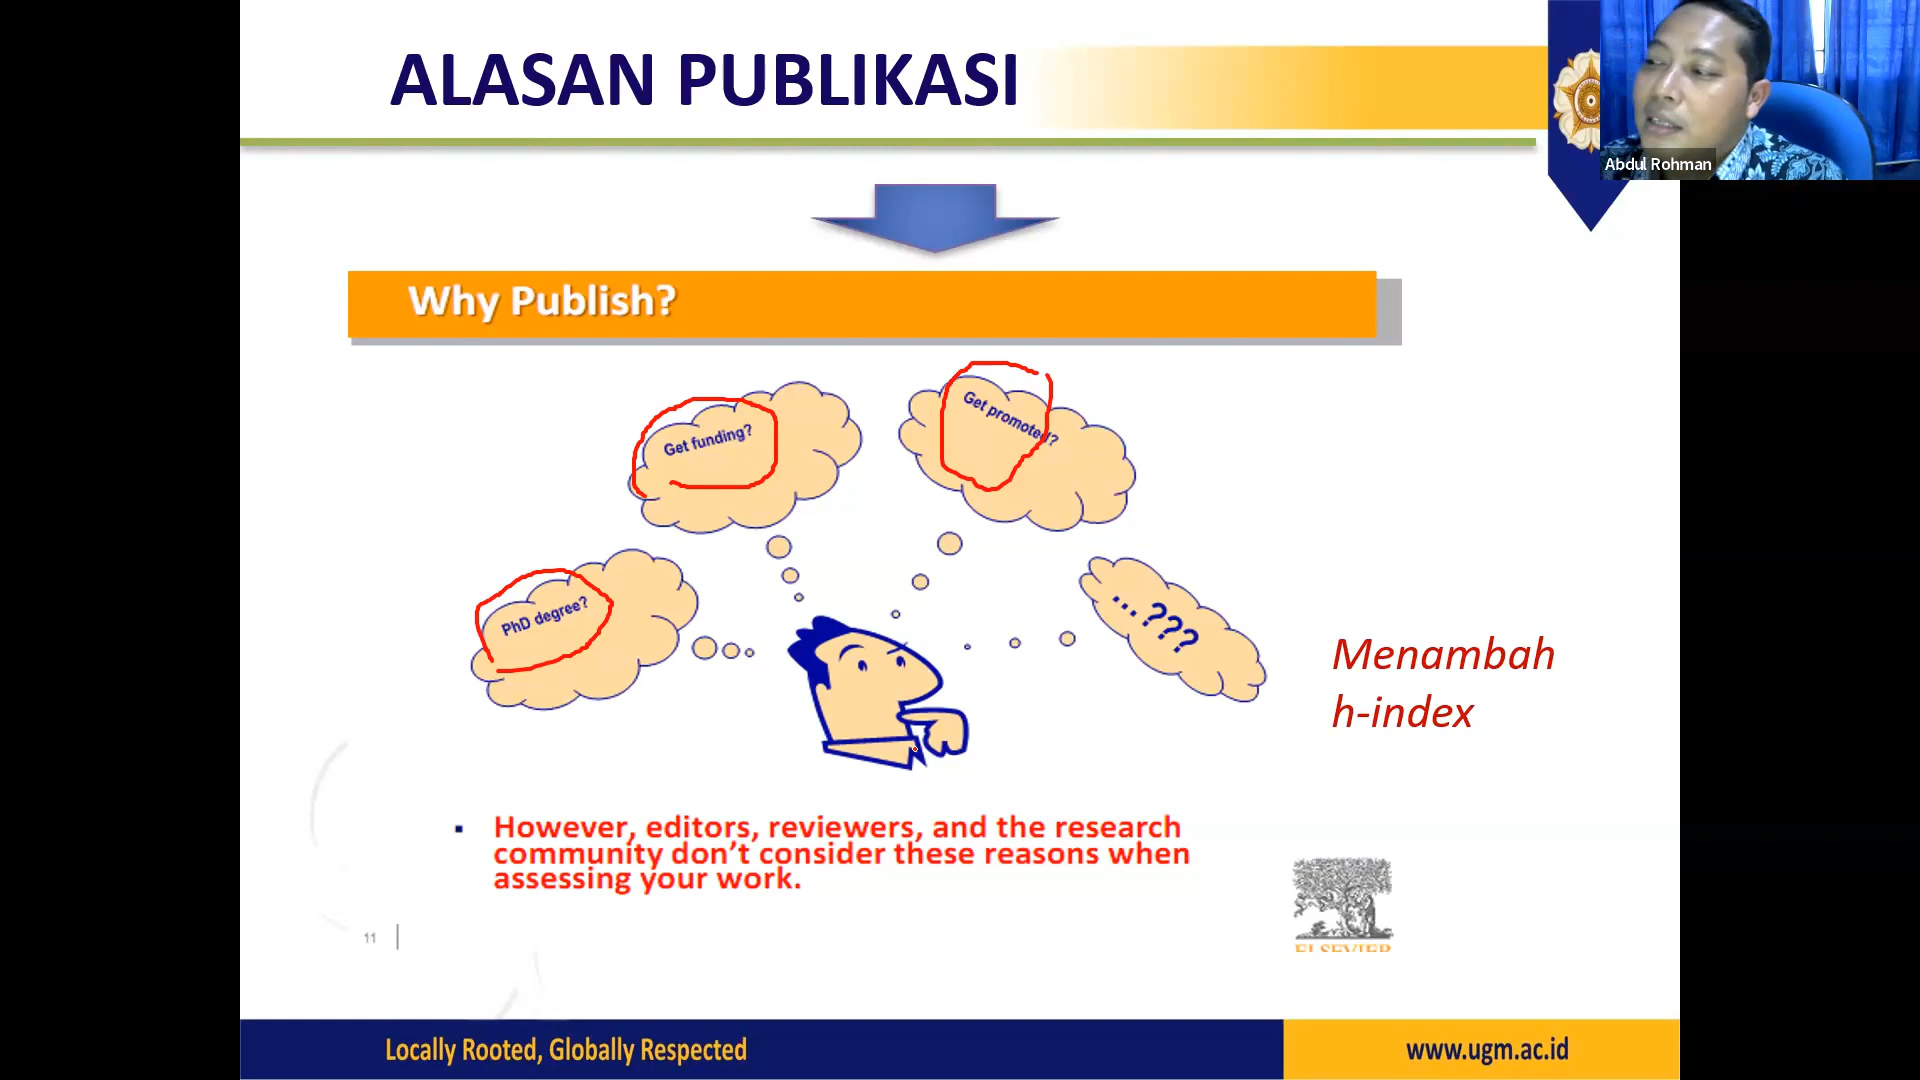 ALASAN PUBLIKASI
Abdul Rohman
Why Publish?
Get funding?
Get promoted?
PhD degree?
...???
Menambah
h-index
However, editors, reviewers, and the research
community don't consider these reasons when
assessing your work.
11
ELSEVIER
Locally Rooted, Globally Respected
www.ugm.ac.id